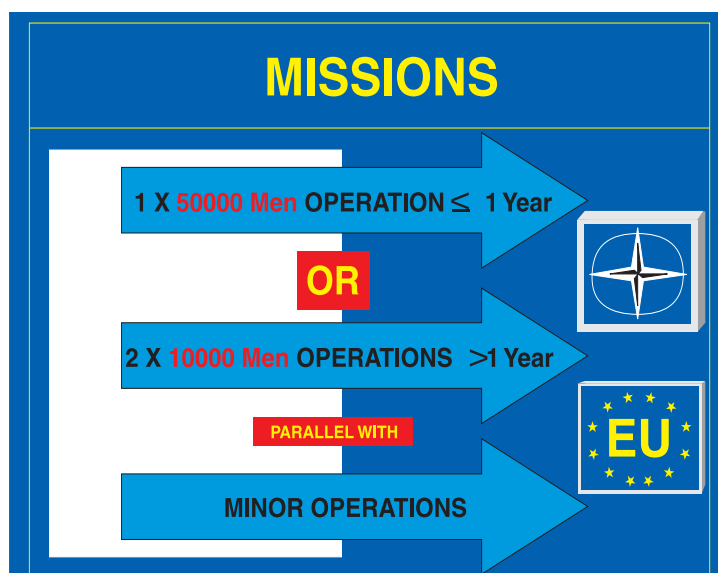 MISSIONS
1 X 50000 Men OPERATION ≤ 1 Year
OR
2 X 10000 Men OPERATIONS >1 Year
PARALLEL WITH
EU
MINOR OPERATIONS